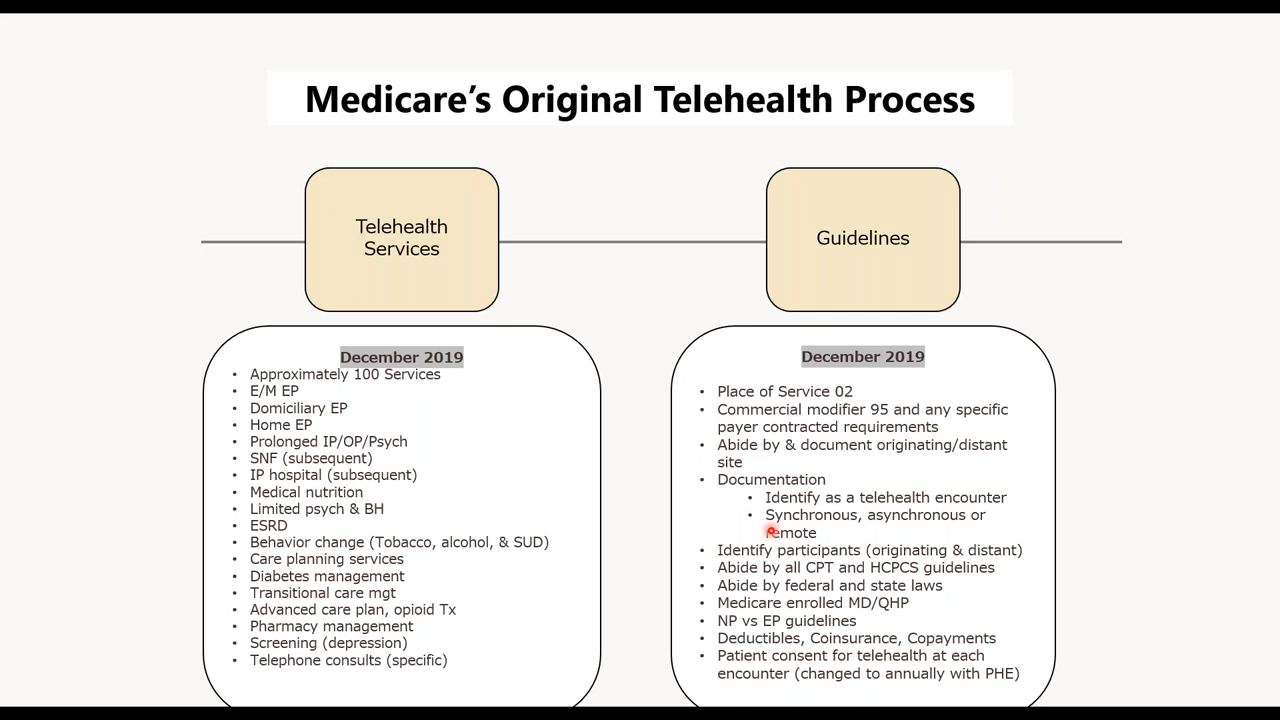 Medicare's Original Telehealth Process
Telehealth
Services
Guidelines
December 2019
• Approximately 100 Services
• E/M EP
• Domiciliary EP
• Home EP
• Prolonged IP/OP/Psych
• SNF (subsequent)
• IP hospital (subsequent)
• Medical nutrition
• Limited psych & BH
• ESRD
• Behavior change (Tobacco, alcohol, & SUD)
• Care planning services
• Diabetes management
• Transitional care mgt
• Advanced care plan, opioid Tx
• Pharmacy management
• Screening (depression)
• Telephone consults (specific)
December 2019
• Place of Service 02
• Commercial modifier 95 and any specific
payer contracted requirements
• Abide by & document originating/distant
site
• Documentation
• Identify as a telehealth encounter
• Synchronous, asynchronous or
remote
• Identify participants (originating & distant)
• Abide by all CPT and HCPCS guidelines
• Abide by federal and state laws
• Medicare enrolled MD/QHP
• NP vs EP guidelines
• Deductibles, Coinsurance, Copayments
• Patient consent for telehealth at each
encounter (changed to annually with PHE)